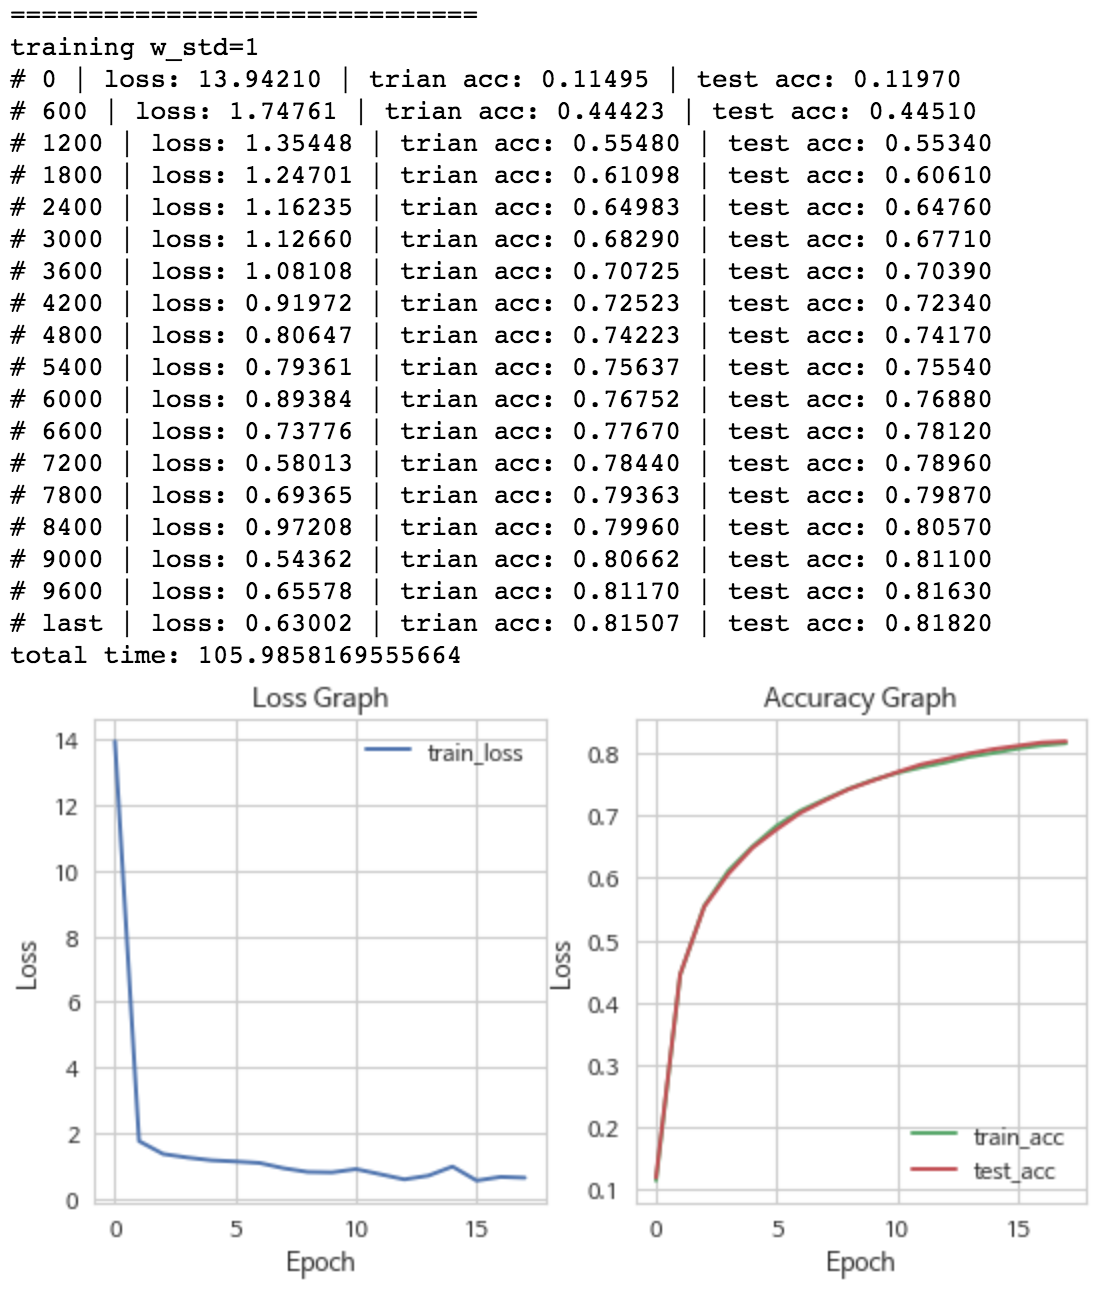 ==============================
training w_std=1
# 0 | loss: 13.94210 | trian acc: 0.11495 | test acc: 0.11970
# 600 | loss: 1.74761 | trian acc: 0.44423 | test acc: 0.44510
# 1200 | loss: 1.35448 | trian acc: 0.55480 | test acc: 0.55340
# 1800 | loss: 1.24701 | trian acc: 0.61098 | test acc: 0.60610
# 2400 | loss: 1.16235 | trian acc: 0.64983 | test acc: 0.64760
# 3000 | loss: 1.12660 | trian acc: 0.68290 | test acc: 0.67710
# 3600 | loss: 1.08108 | trian acc: 0.70725 | test acc: 0.70390
# 4200 | loss: 0.91972 | trian acc: 0.72523 | test acc: 0.72340
# 4800 | loss: 0.80647 | trian acc: 0.74223 | test acc: 0.74170
# 5400 | loss: 0.79361 | trian acc: 0.75637 | test acc: 0.75540
# 6000 | loss: 0.89384 | trian acc: 0.76752 | test acc: 0.76880
# 6600 | loss: 0.73776 | trian acc: 0.77670 | test acc: 0.78120
# 7200 | loss: 0.58013 | trian acc: 0.78440 | test acc: 0.78960
# 7800 | loss: 0.69365 | trian acc: 0.79363 | test acc: 0.79870
# 8400 | loss: 0.97208 | trian acc: 0.79960 | test acc: 0.80570
# 9000 | loss: 0.54362 | trian acc: 0.80662 | test acc: 0.81100
# 9600 | loss: 0.65578 | trian acc: 0.81170 | test acc: 0.81630
# last | loss: 0.63002 | trian acc: 0.81507 | test acc: 0.81820
total time: 105.9858169555664
Loss Graph
14
12
10
8
6
4
2
0
Loss
train_loss
0 5 10 15
Epoch
Accuracy Graph
0.8
0.7
0.6
0.5
0.4
0.3
0.2
0.1
Loss
train_acc
test_acc
0 5 10 15
Epoch